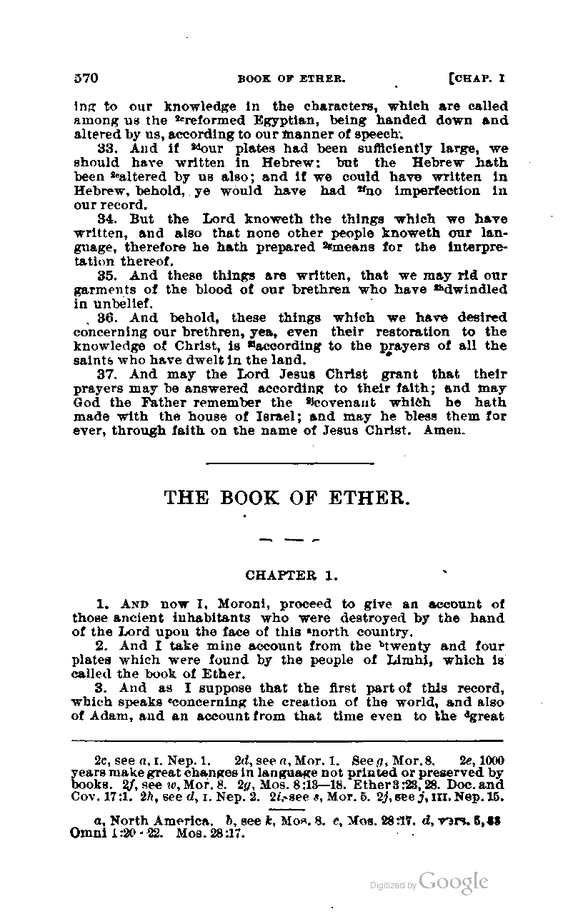 570 BOOK OF ETHER. [CHAP. I
ing to our knowledge in the characters, which are called
among us the 2creformed Egyptian, being handed down and
altered by us, according to our manner of speech.
33. And if 2dour plates had been sufficiently large, we
should have written in Hebrew; but the Hebrew hath
been 2ealtered by us also; and if we could have written in
Hebrew, behold, ye would have had 2fno imperfection in
our record.
34. But the Lord knoweth the things which we have
written, and also that none other people knoweth our lan-
guage, therefore he hath prepared 2gmeans for the interpre-
tation thereof.
35. And these things are written, that we may rid our
garments of the blood of our brethren who have 2hdwindled
in unbelief.
36. And behold, these things which we have desired
concerning our brethren, yea, even their restoration to the
knowledge of Christ, is 2iaccording to the prayers of all the
saints who have dwelt in the land.
37. And may the Lord Jesus Christ grant that their
prayers may be answered according to their faith; and may
God the Father remember the 2jcovenant which he hath
made with the house of Israel; and may he bless them for
ever, through faith on the name of Jesus Christ. Amen.
THE BOOK OF ETHER.
CHAPTER 1.
1. AND now I, Moroni, proceed to give an account of
those ancient inhabitants who were destroyed by the hand
of the Lord upon the face of this anorth country.
2. And I take mine account from the btwenty and four
plates which were found by the people of Limhi, which is
called the book of Ether.
3. And as I suppose that the first part of this record,
which speaks cconcerning the creation of the world, and also
of Adam, and an account from that time even to the dgreat
2c, see a, I. Nep. 1. 2d, see a, Mor. 1. See g, Mor. 8. 2e, 1000
years make great changes in language not printed or preserved by
books. 2f, see w, Mor. 8. 2g, Mos. 8:13—18. Ether 3:23, 28. Doc. and
Cov. 17:1. 2h, see d, I. Nep. 2. 2i, see s, Mor. 5. 2j, see j, III. Nep. 15.
a, North America. b, see k, Mos. 8. c, Mos. 28:17. d, vers. 5, 33
Omni 1:20-22. Mos. 28:17.
Digitized by Google